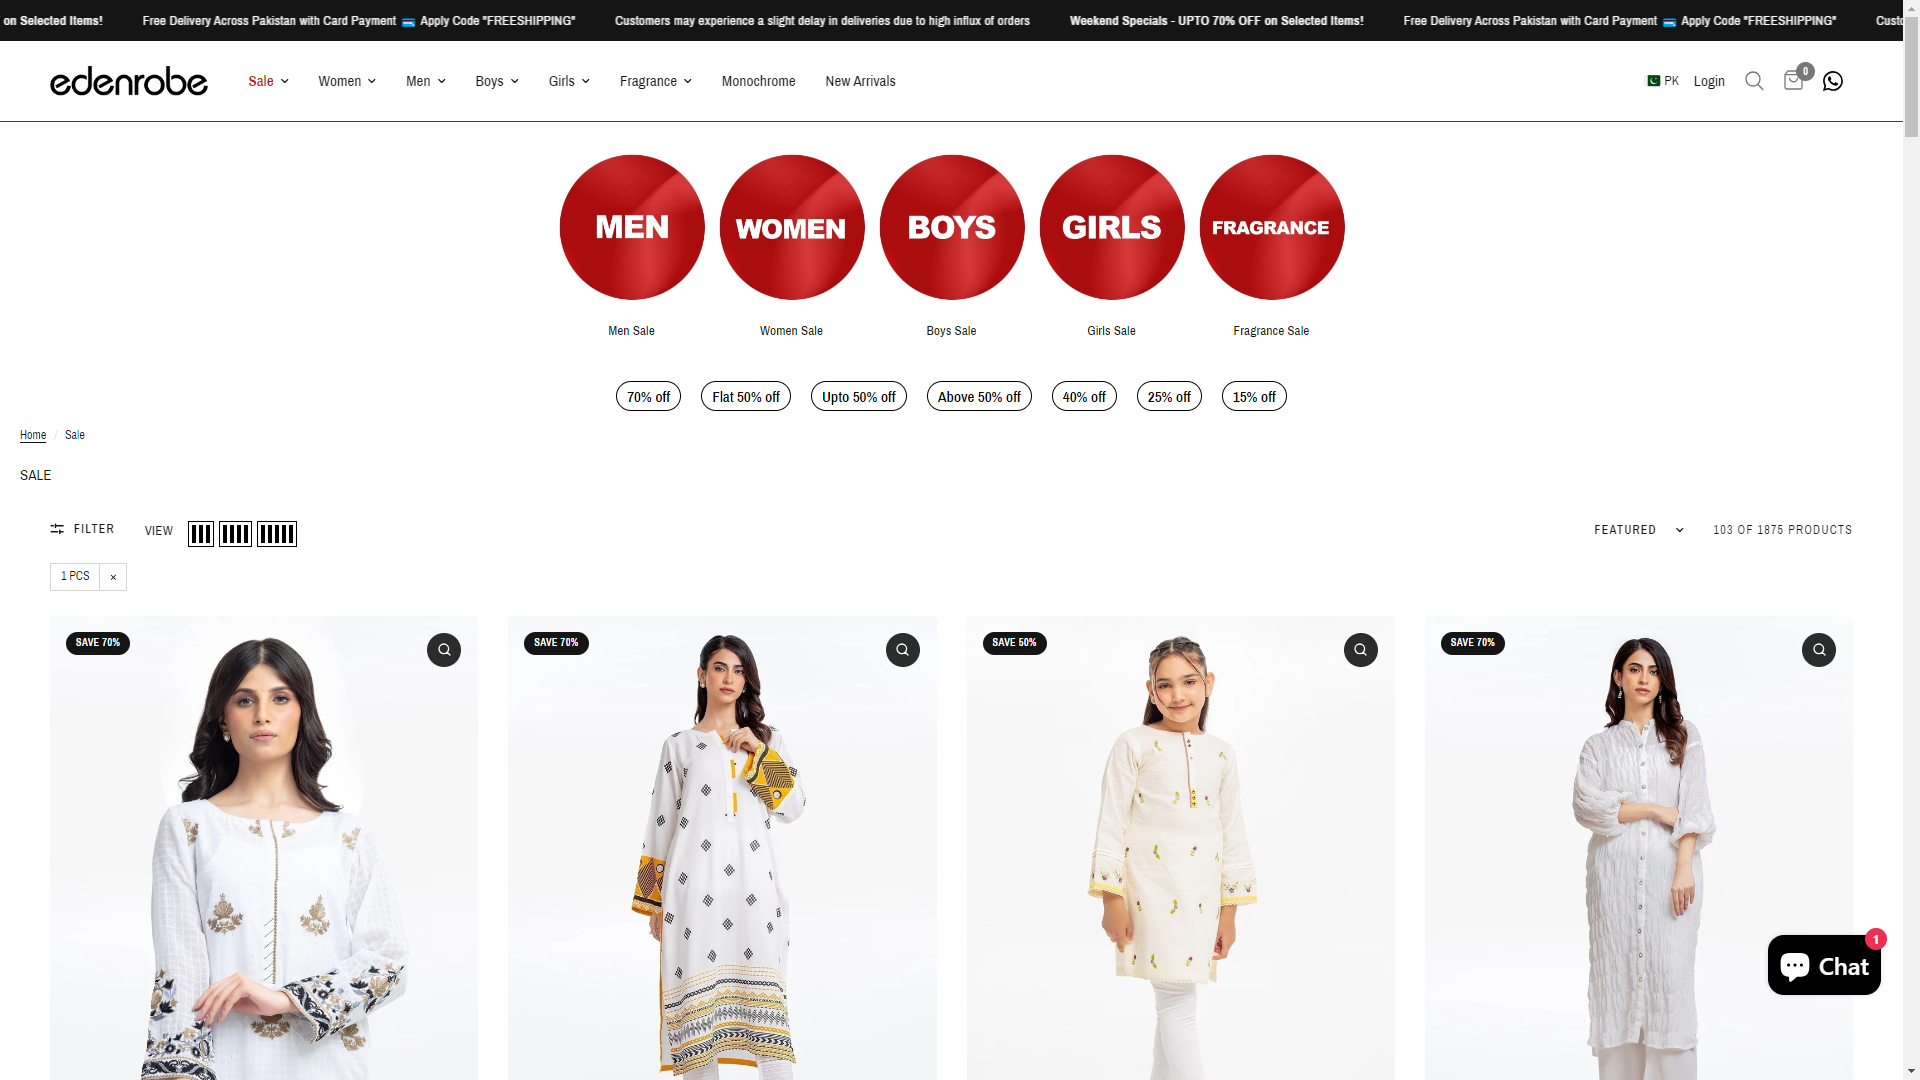 on Selected Items! Free Delivery Across Pakistan with Card Payment 💳 Apply Code "FREESHIPPING" Customers may experience a slight delay in deliveries due to high influx of orders Weekend Specials - UPTO 70% OFF on Selected Items! Free Delivery Across Pakistan with Card Payment 💳 Apply Code "FREESHIPPING"
edenrobe Sale Women Men Boys Girls Fragrance Monochrome New Arrivals PK Login 0
MEN WOMEN BOYS GIRLS FRAGRANCE
Men Sale Women Sale Boys Sale Girls Sale Fragrance Sale
70% off Flat 50% off Upto 50% off Above 50% off 40% off 25% off 15% off
Home / Sale
SALE
FILTER VIEW FEATURED 103 OF 1875 PRODUCTS
1 PCS ×
SAVE 70% SAVE 70% SAVE 50% SAVE 70%
1
Chat